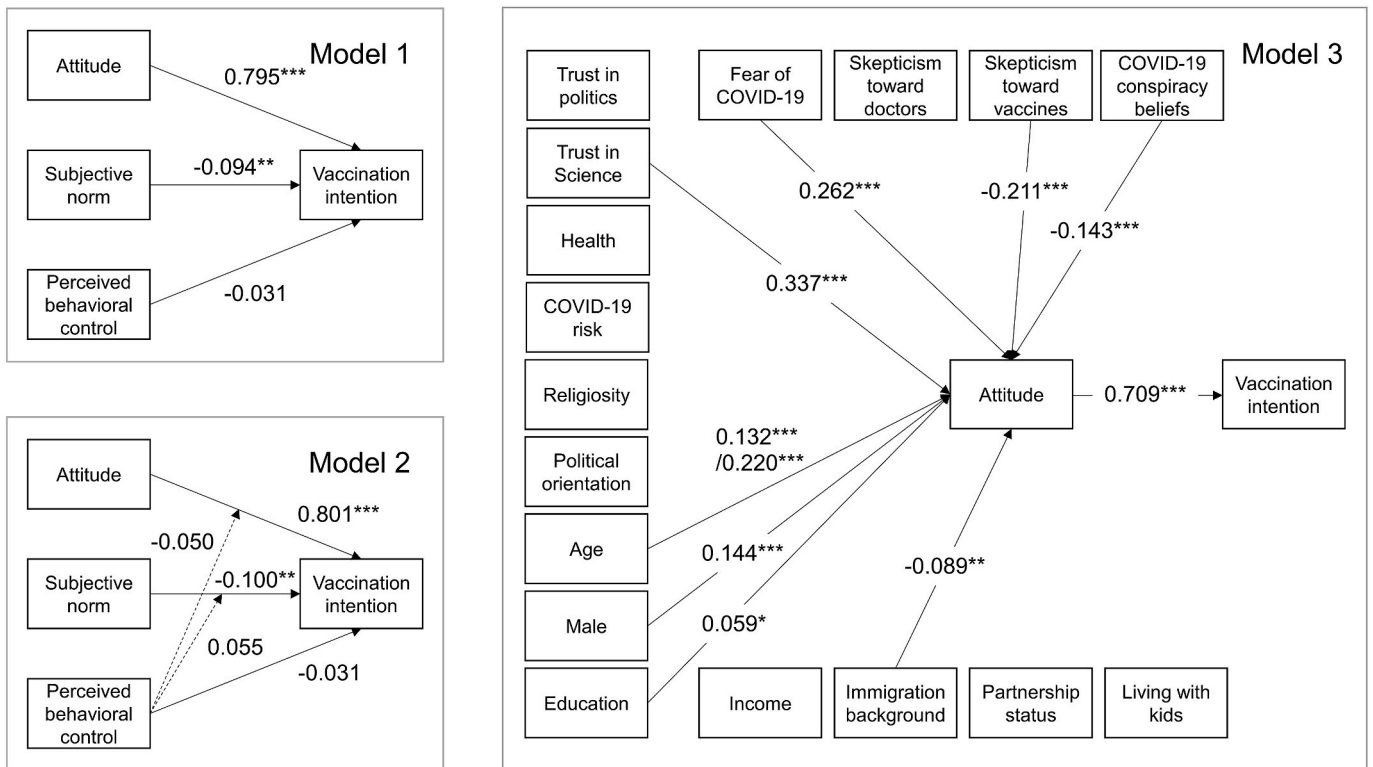 Model 1
Attitude
0.795***
Subjective
norm
-0.094**
Vaccination
intention
Perceived
behavioral
control
-0.031
Model 2
Attitude
0.801***
-0.050
Subjective
norm
-0.100**
Vaccination
intention
0.055
-0.031
Perceived
behavioral
control
Model 3
Trust in
politics
Fear of
COVID-19
Skepticism
toward
doctors
Skepticism
toward
vaccines
COVID-19
conspiracy
beliefs
Trust in
Science
0.262***
-0.211***
-0.143***
Health
0.337***
COVID-19
risk
Religiosity
Attitude
0.709***
Vaccination
intention
0.132***
/0.220***
Political
orientation
Age
0.144***
-0.089**
Male
0.059*
Education
Income
Immigration
background
Partnership
status
Living with
kids